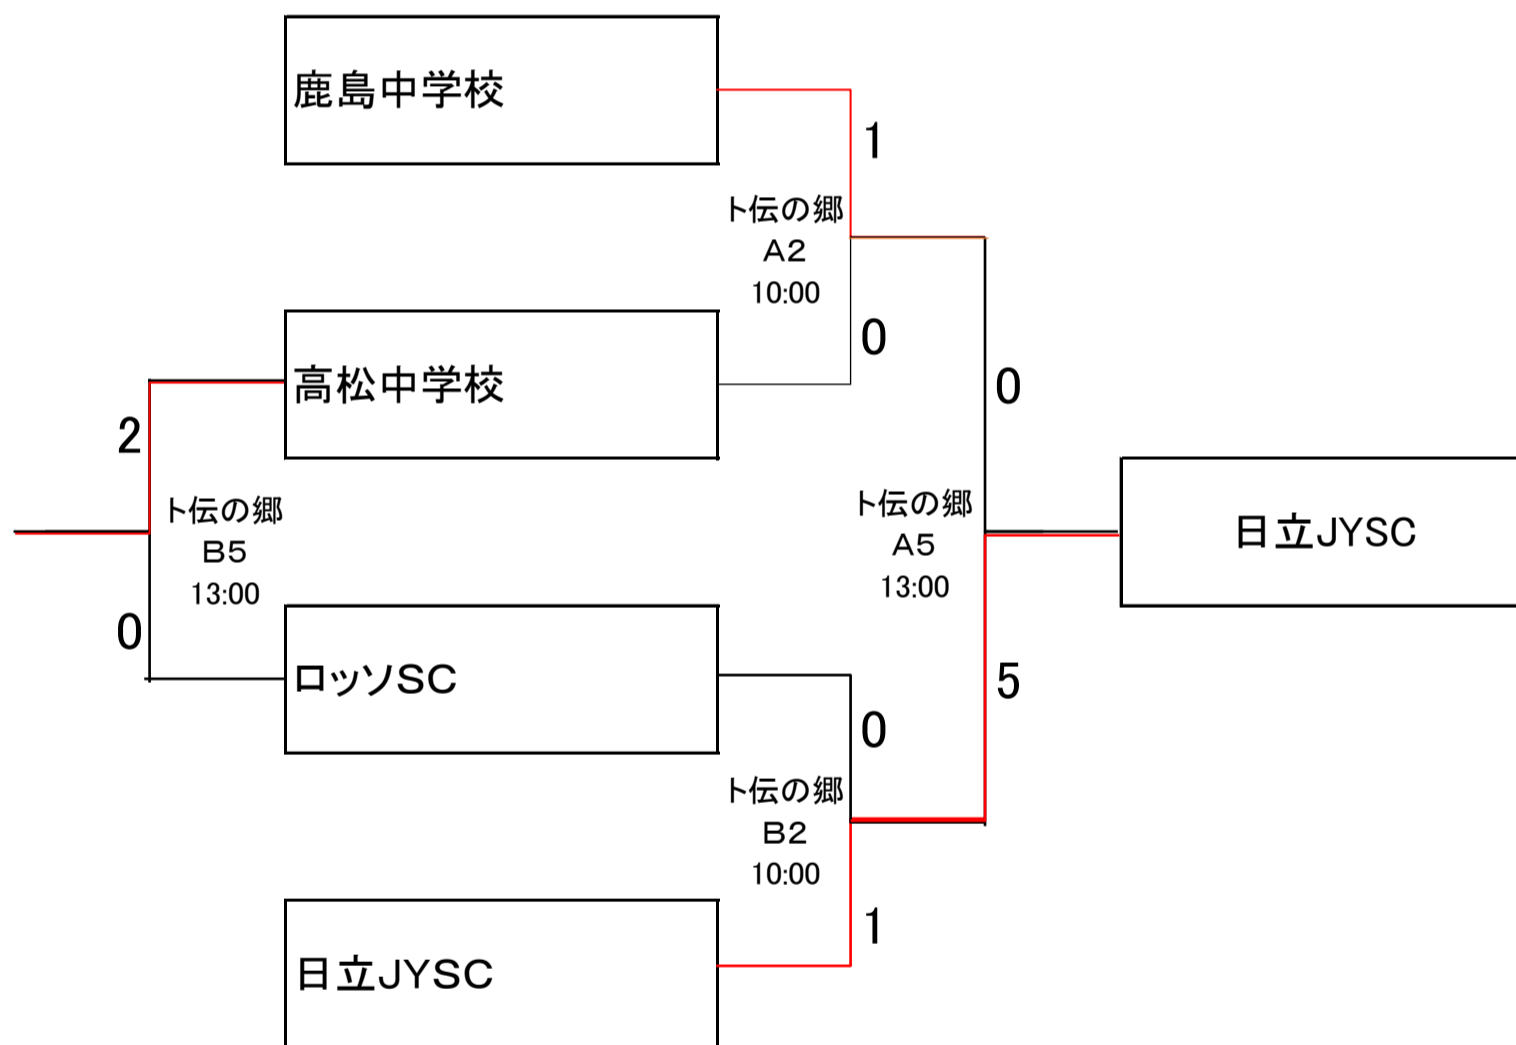 鹿島中学校
1
ト伝の郷
A2
10:00
0
高松中学校
2
ト伝の郷
B5
13:00
0
0
ト伝の郷
A5
13:00
5
日立JYSC
ロッソSC
0
ト伝の郷
B2
10:00
1
日立JYSC